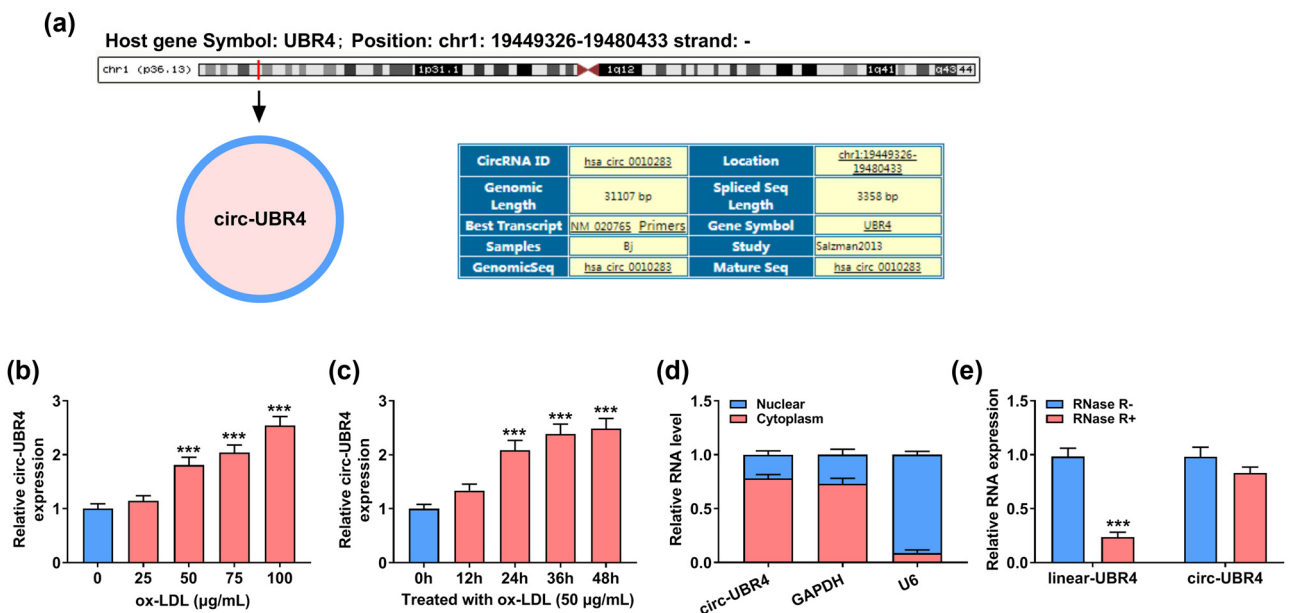 (a)
Host gene Symbol: UBR4; Position: chr1: 19449326-19480433 strand: -
chr1 (p36.13) 1p31.1 1q12 1q41 q43 44
circ-UBR4
CircRNA ID hsa_circ_0010283 Location chr1:19449326-
19480433
Genomic
Length 31107 bp Spliced Seq
Length 3358 bp
Best Transcript NM_020765 Primers Gene Symbol UBR4
Samples Bj Study Salzman2013
GenomicSeq hsa_circ_0010283 Mature Seq hsa_circ_0010283
(b)
Relative circ-UBR4
expression
3
2
1
0
*** *** ***
0 25 50 75 100
ox-LDL (μg/mL)
(c)
Relative circ-UBR4
expression
3
2
1
0
*** *** ***
0h 12h 24h 36h 48h
Treated with ox-LDL (50 μg/mL)
(d)
Relative RNA level
1.5
1.0
0.5
0.0
Nuclear
Cytoplasm
circ-UBR4 GAPDH U6
(e)
Relative RNA expression
1.5
1.0
0.5
0.0
RNase R-
RNase R+
***
linear-UBR4 circ-UBR4